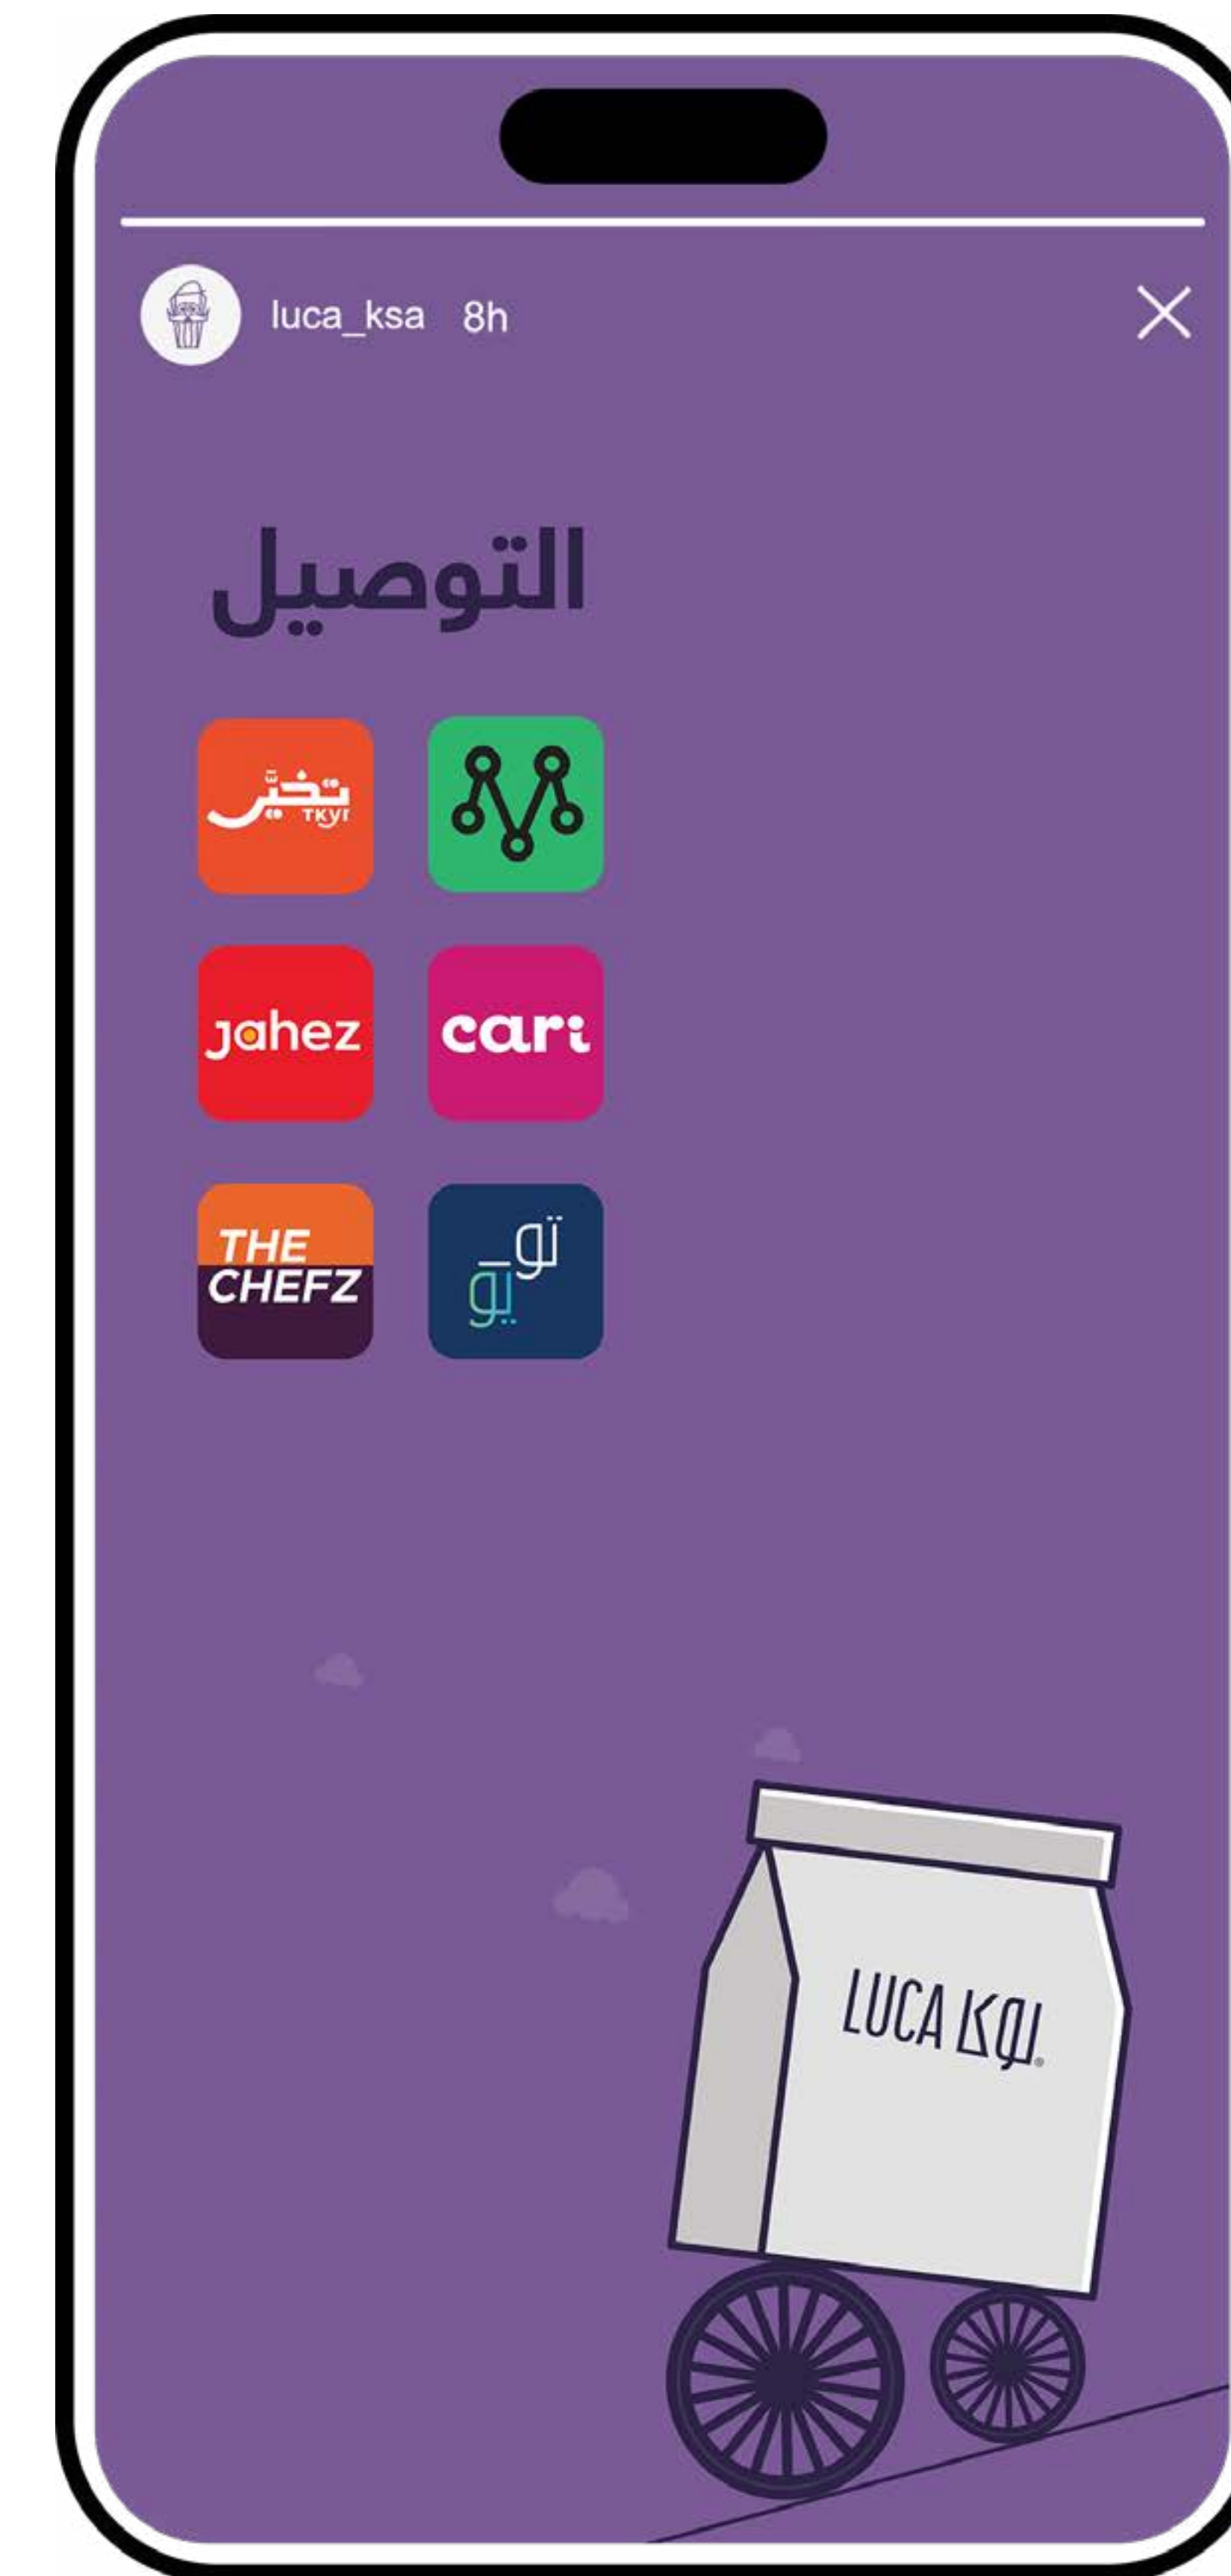 luca_ksa 8h
التوصيل
تخيَّر
TKYr
jahez
cari
THE
CHEFZ
تو
يو
LUCA لوكا